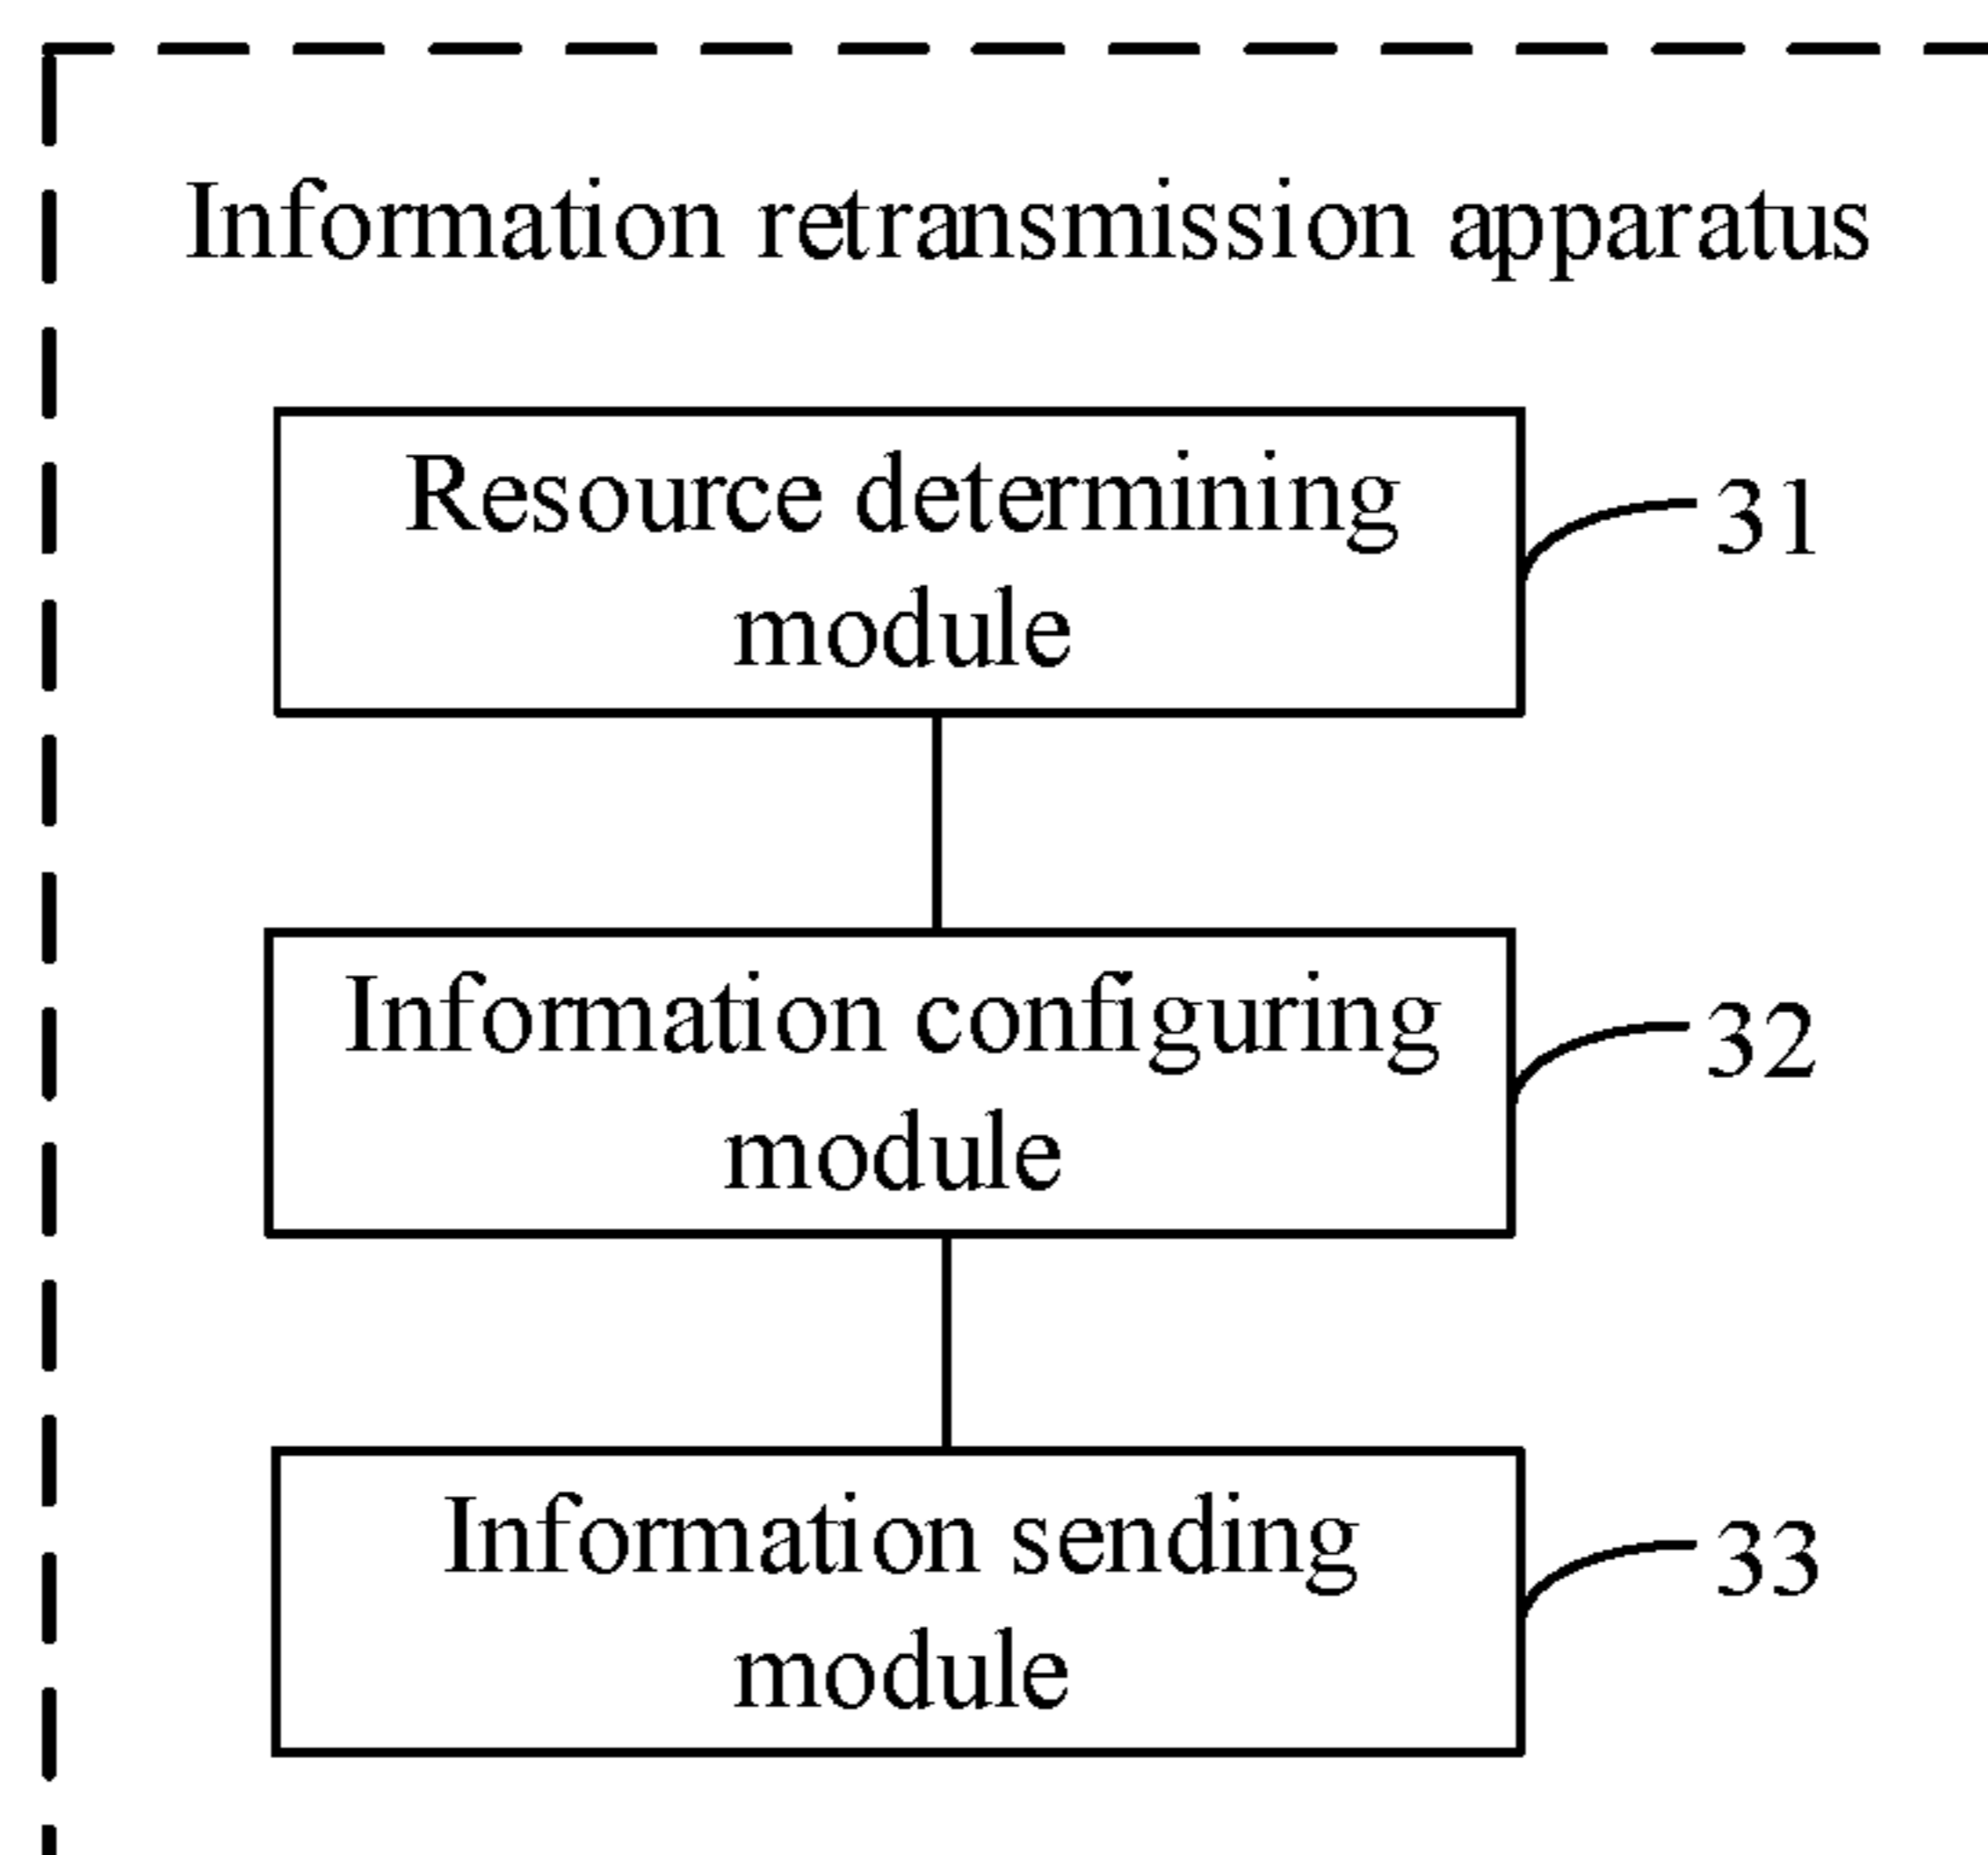 Information retransmission apparatus
Resource determining
module
31
Information configuring
module
32
Information sending
module
33